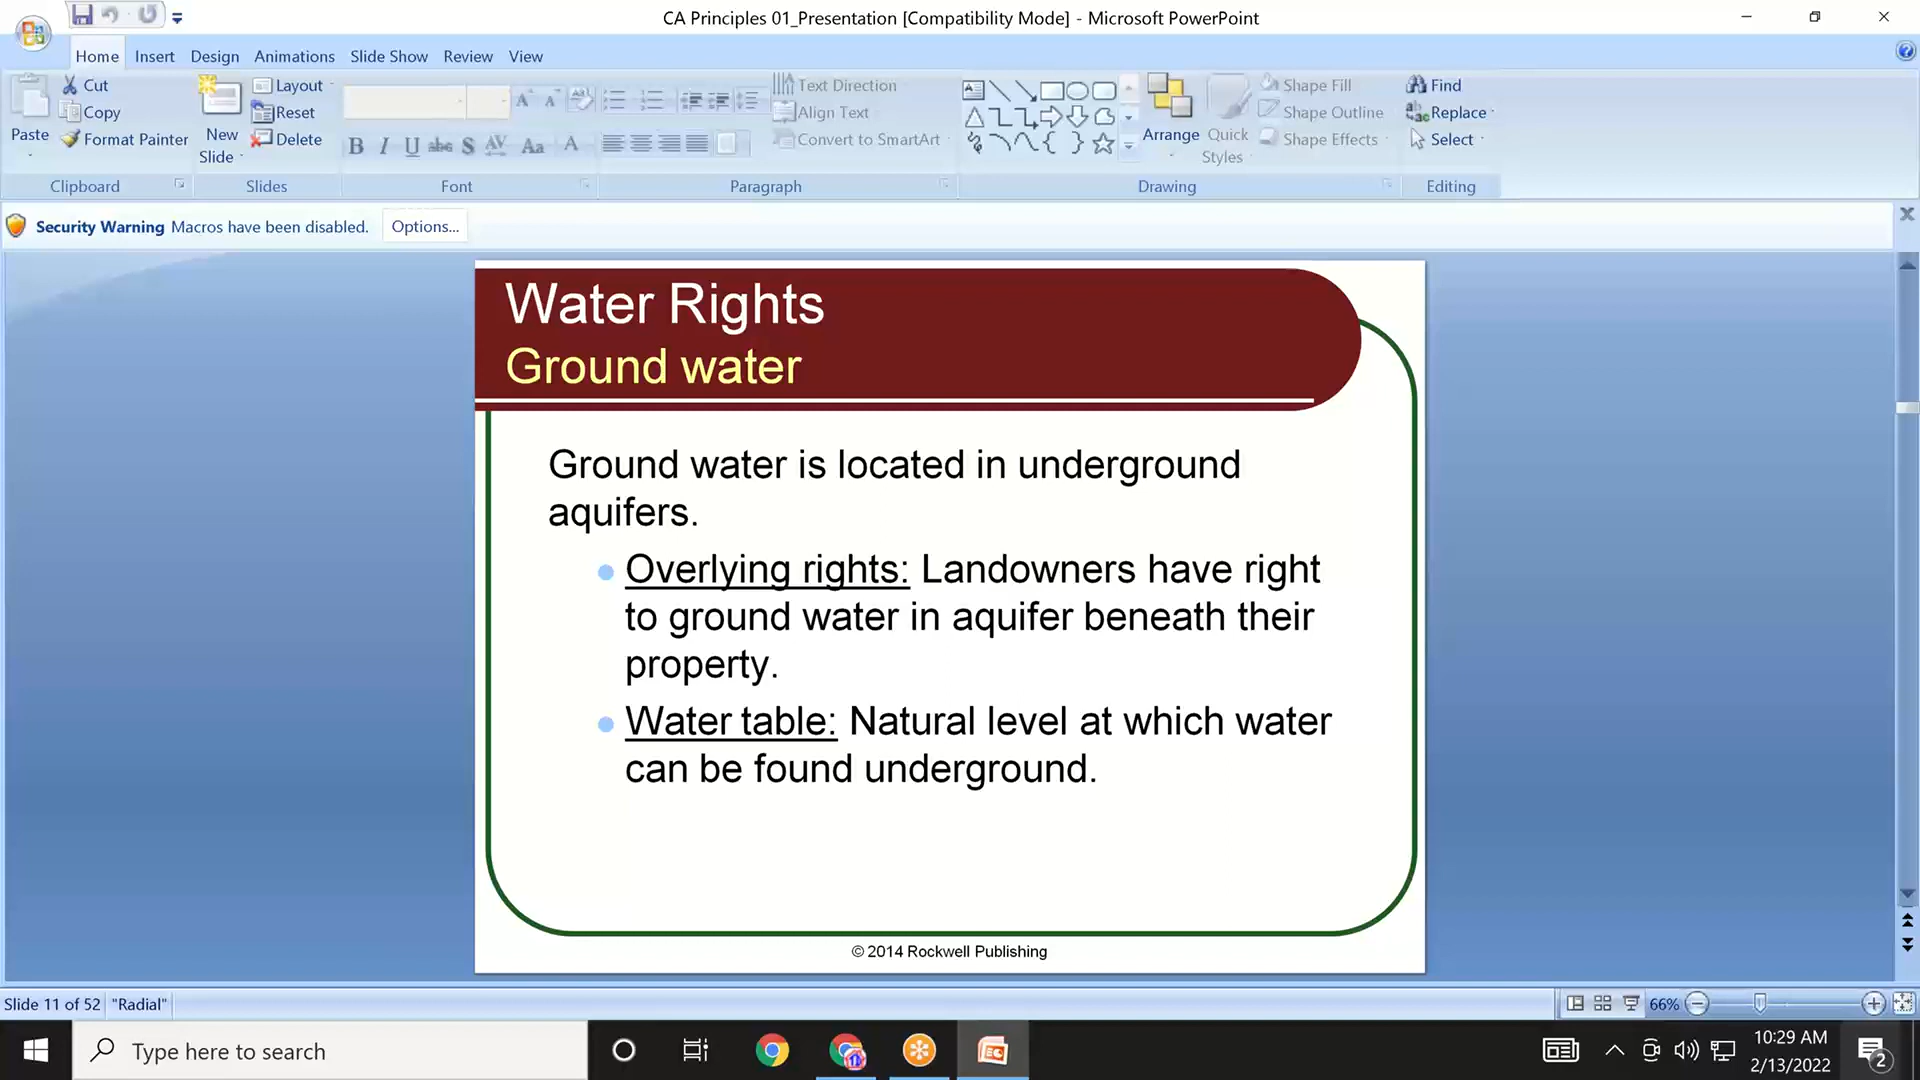 CA Principles 01_Presentation [Compatibility Mode] - Microsoft PowerPoint
Home Insert Design Animations Slide Show Review View
Paste
Cut
Copy
Format Painter
Clipboard
New
Slide
Layout
Reset
Delete
Slides
B I U abc S AV Aa A
Font
Text Direction
Align Text
Convert to SmartArt
Paragraph
Arrange
Quick
Styles
Shape Fill
Shape Outline
Shape Effects
Drawing
Find
Replace
Select
Editing
Security Warning Macros have been disabled. Options...
Water Rights
Ground water
Ground water is located in underground
aquifers.
Overlying rights: Landowners have right
to ground water in aquifer beneath their
property.
Water table: Natural level at which water
can be found underground.
© 2014 Rockwell Publishing
Slide 11 of 52 "Radial" 66%
Type here to search
10:29 AM
2/13/2022
2